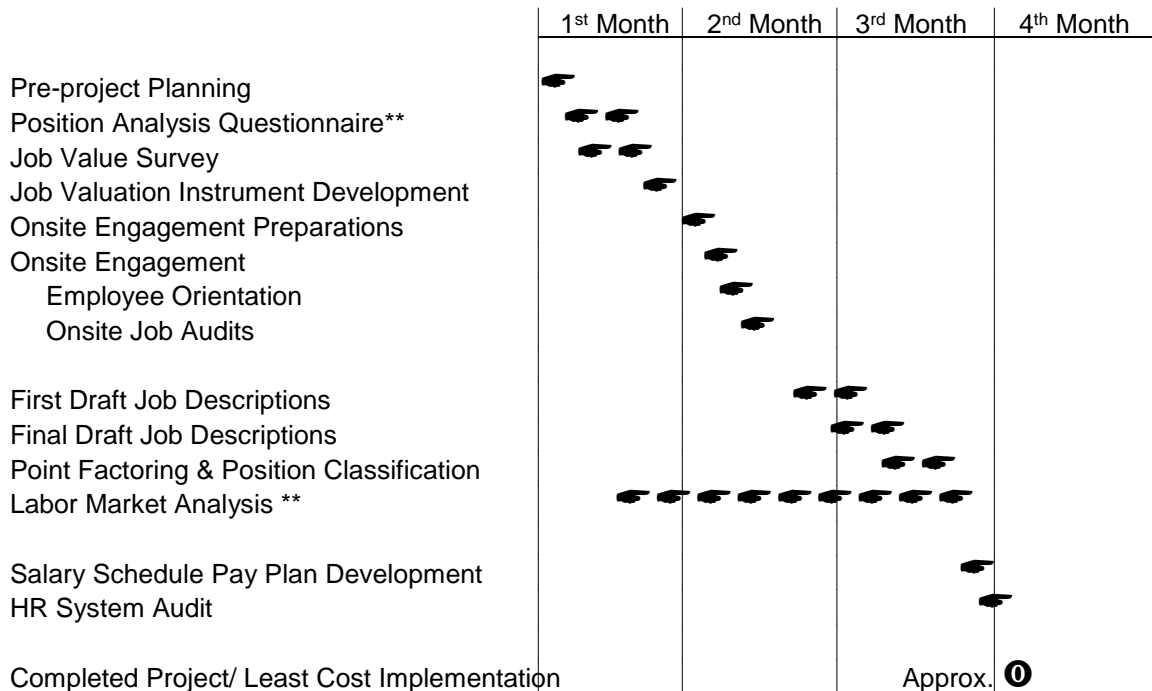 1st Month 2nd Month 3rd Month 4th Month
Pre-project Planning
Position Analysis Questionnaire**
Job Value Survey
Job Valuation Instrument Development
Onsite Engagement Preparations
Onsite Engagement
Employee Orientation
Onsite Job Audits
First Draft Job Descriptions
Final Draft Job Descriptions
Point Factoring & Position Classification
Labor Market Analysis **
Salary Schedule Pay Plan Development
HR System Audit
Completed Project/ Least Cost Implementation Approx. ⓿